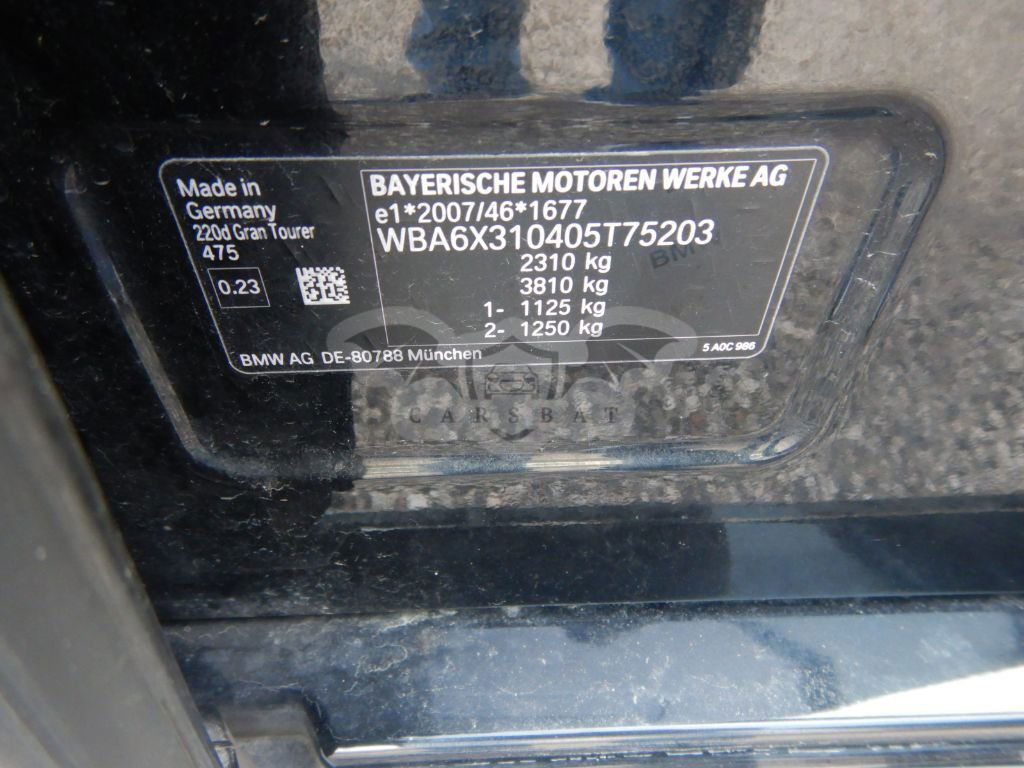 Made in
Germany
220d Gran Tourer
475
0.23
BAYERISCHE MOTOREN WERKE AG
e1*2007/46*1677
WBA6X310405T75203
2310 kg
3810 kg
1- 1125 kg
2- 1250 kg
BMW AG DE-80788 München
5 A0C 986
BMW
CARSBAT